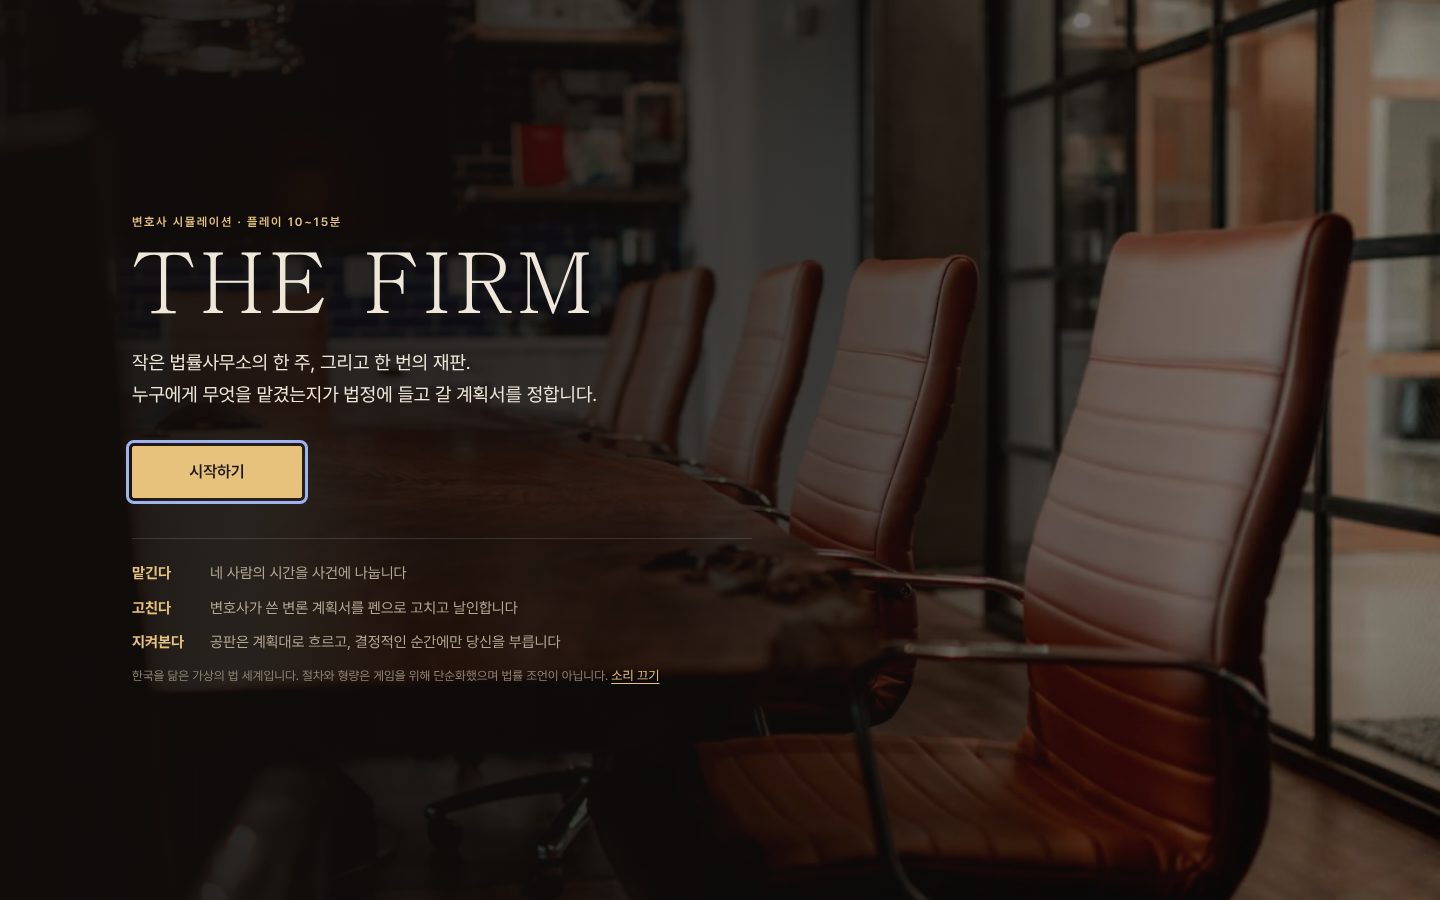 변호사 시뮬레이션 · 플레이 10~15분
THE FIRM
작은 법률사무소의 한 주, 그리고 한 번의 재판.
누구에게 무엇을 맡겼는지가 법정에 들고 갈 계획서를 정합니다.
시작하기
맡긴다 네 사람의 시간을 사건에 나눕니다
고친다 변호사가 쓴 변론 계획서를 펜으로 고치고 날인합니다
지켜본다 공판은 계획대로 흐르고, 결정적인 순간에만 당신을 부릅니다
한국을 닮은 가상의 법 세계입니다. 절차와 형량은 게임을 위해 단순화했으며 법률 조언이 아닙니다. 소리 끄기